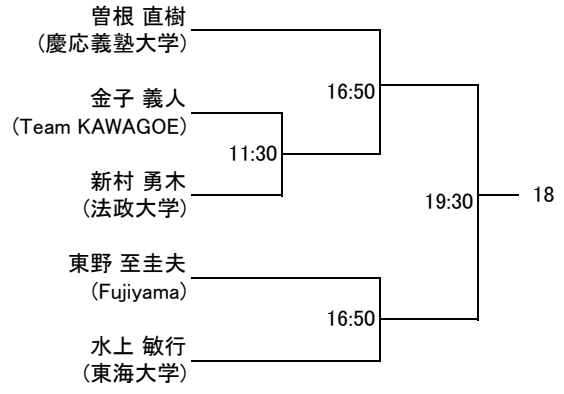 曽根 直樹
(慶応義塾大学)
16:50
金子 義人
(Team KAWAGOE)
11:30
新村 勇木
(法政大学)
19:30
18
東野 至圭夫
(Fujiyama)
16:50
水上 敏行
(東海大学)